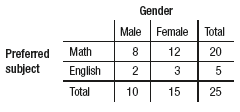 Gender
Male Female Total
Preferred subject Math 8 12 20
English 2 3 5
Total 10 15 25